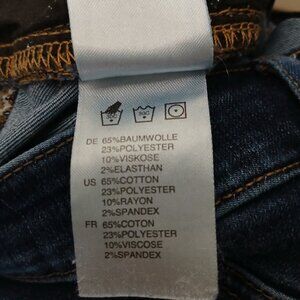 DE 65%BAUMWOLLE
23%POLYESTER
10%VISKOSE
2%ELASTHAN
US 65%COTTON
23%POLYESTER
10%RAYON
2%SPANDEX
FR 65%COTON
23%POLYESTER
10%VISCOSE
2%SPANDEX